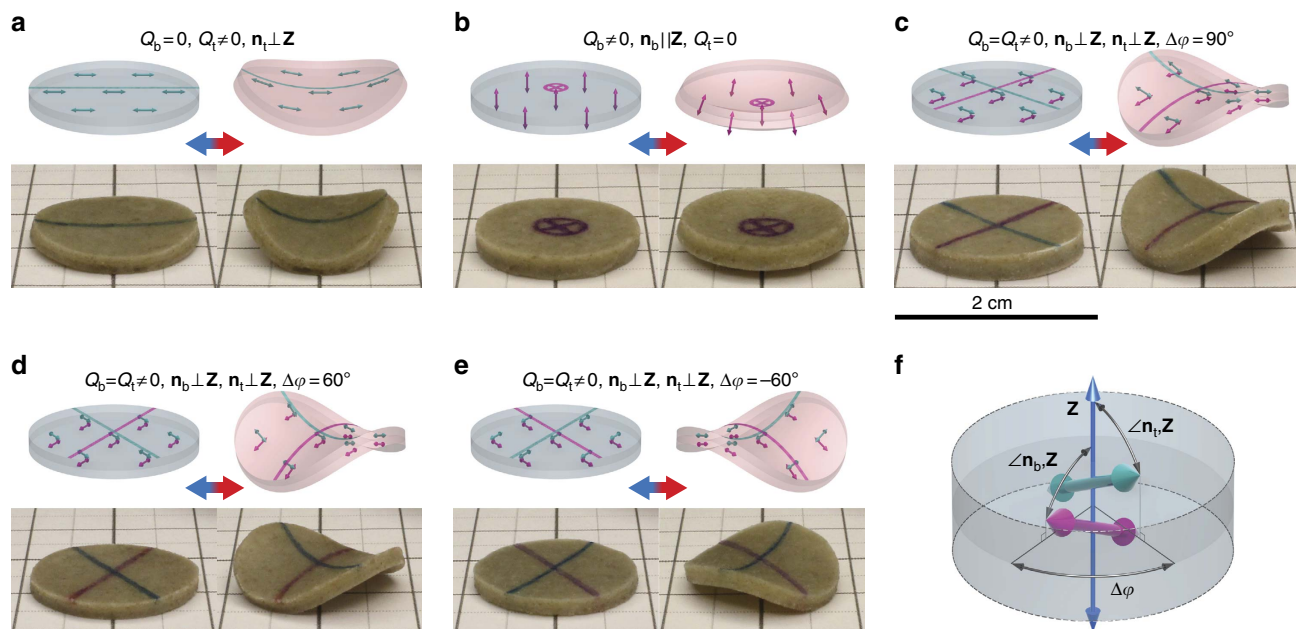 a
Q_b=0, Q_t≠0, n_t⊥Z
b
Q_b≠0, n_b||Z, Q_t=0
c
Q_b=Q_t≠0, n_b⊥Z, n_t⊥Z, Δφ=90°
2 cm
d
Q_b=Q_t≠0, n_b⊥Z, n_t⊥Z, Δφ=60°
e
Q_b=Q_t≠0, n_b⊥Z, n_t⊥Z, Δφ=−60°
f
Z
∠n_t,Z
∠n_b,Z
Δφ